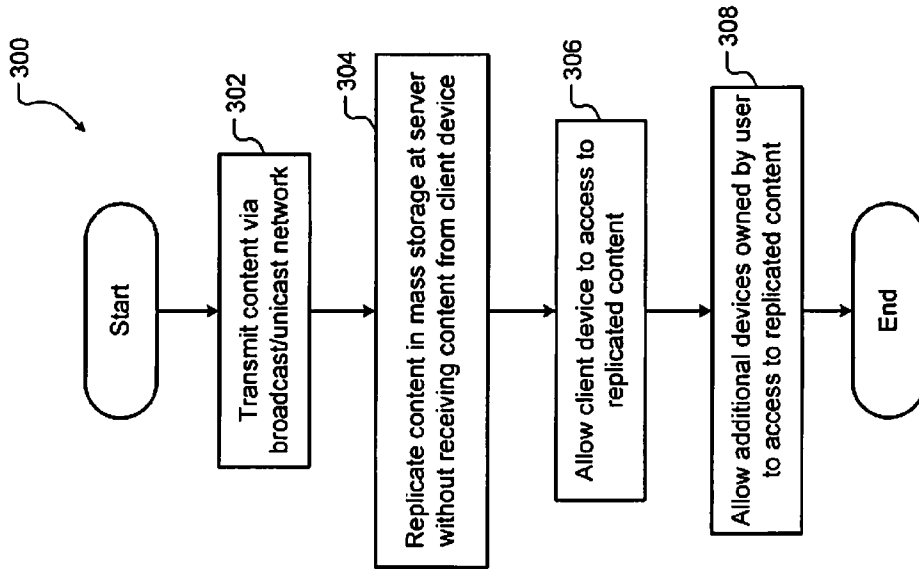 300
Start
302
Transmit content via
broadcast/unicast network
304
Replicate content in mass storage at server
without receiving content from client device
306
Allow client device to access to
replicated content
308
Allow additional devices owned by user
to access to replicated content
End